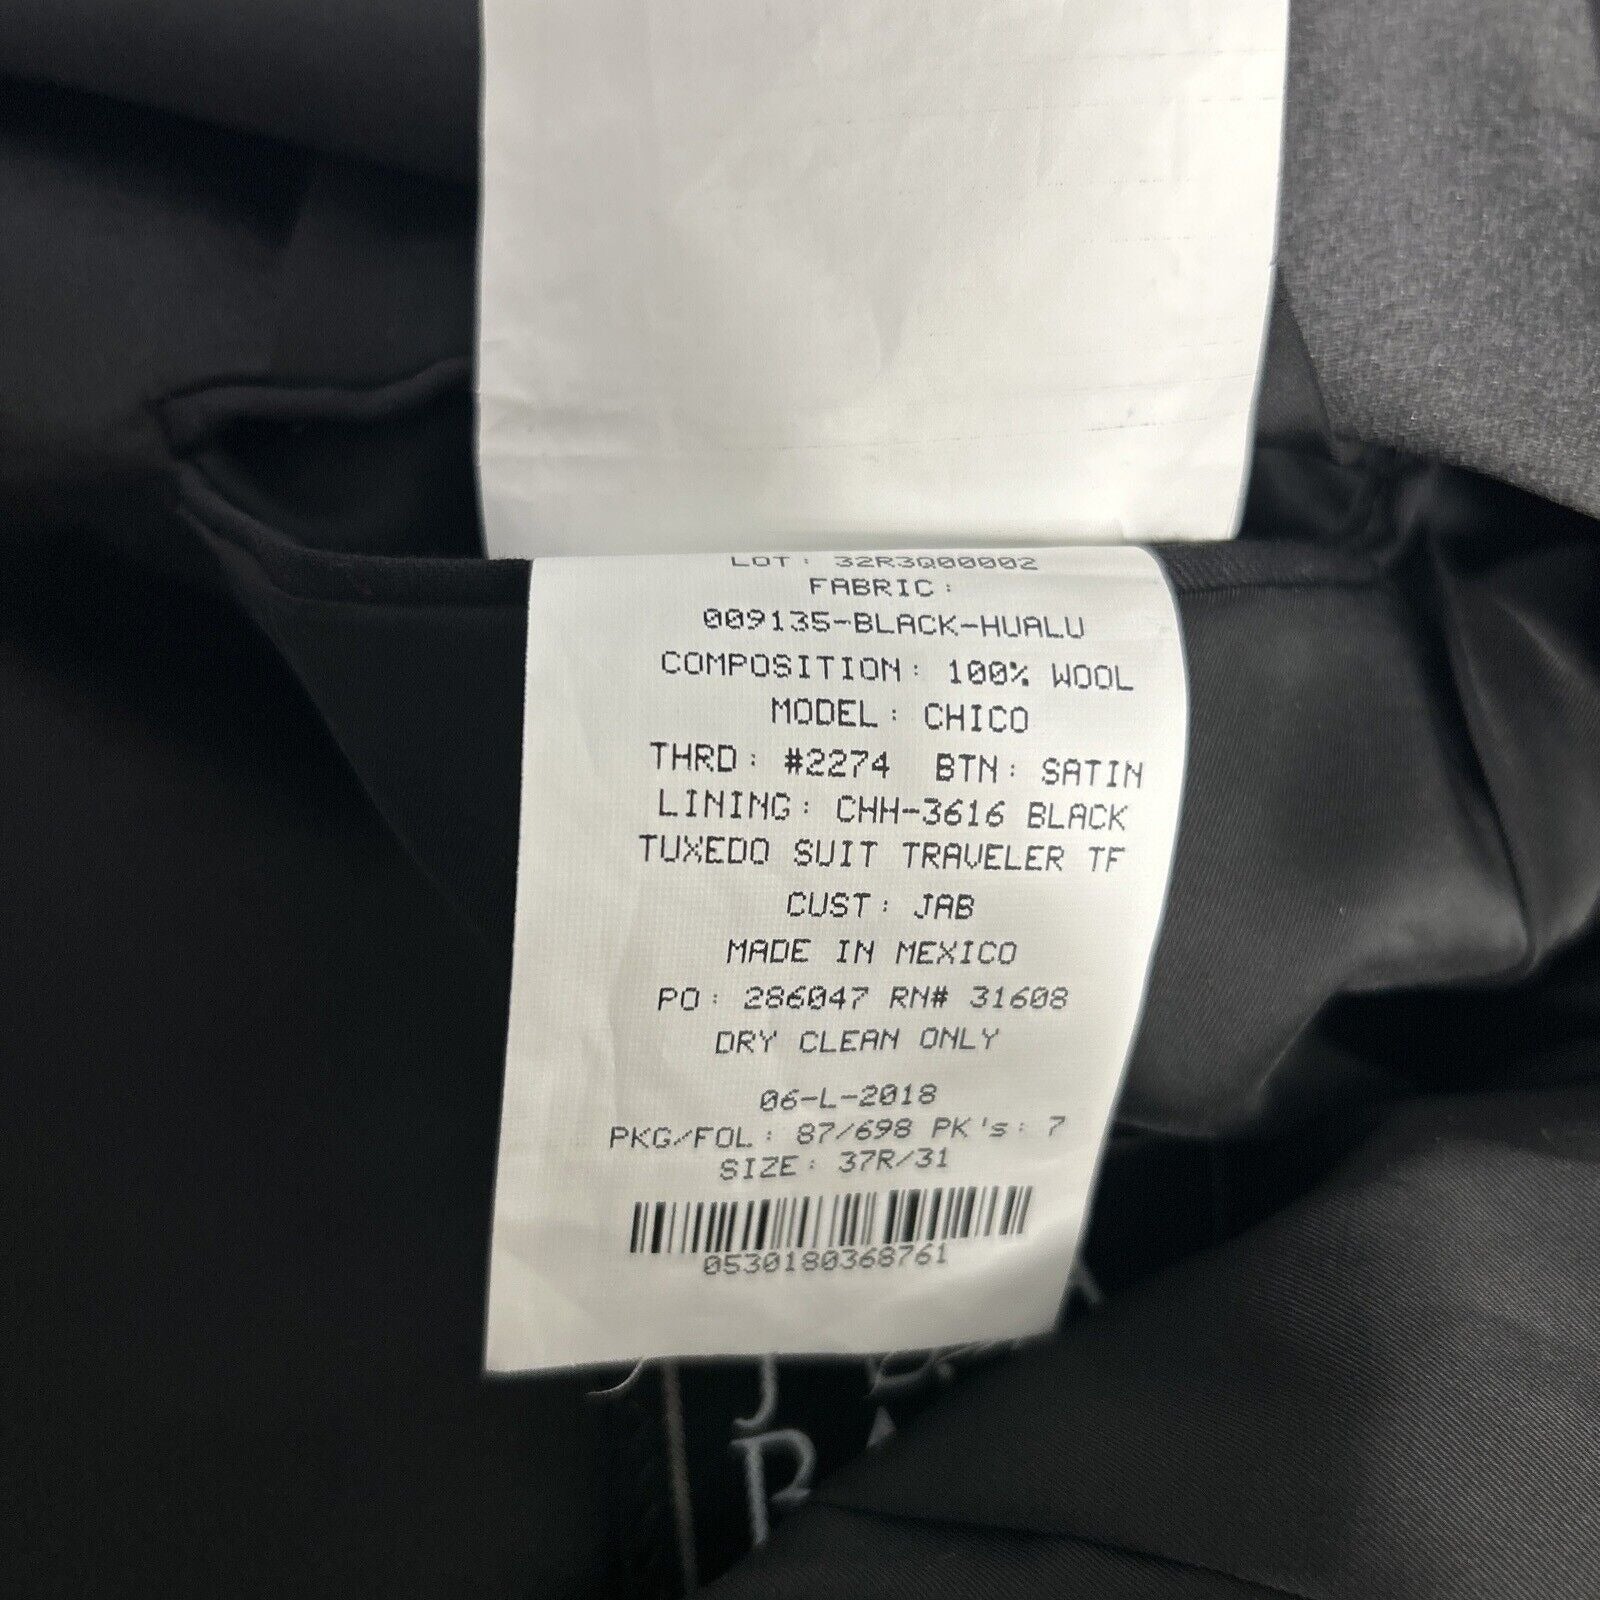 LOT: 32R3Q00002
FABRIC:
009135-BLACK-HUALU
COMPOSITION: 100% WOOL
MODEL: CHICO
THRD: #2274 BTN: SATIN
LINING: CHH-3616 BLACK
TUXEDO SUIT TRAVELER TF
CUST: JAB
MADE IN MEXICO
PO: 286047 RN# 31608
DRY CLEAN ONLY
06-L-2018
PKG/FOL: 87/698 PK's: 7
SIZE: 37R/31
0530180368761